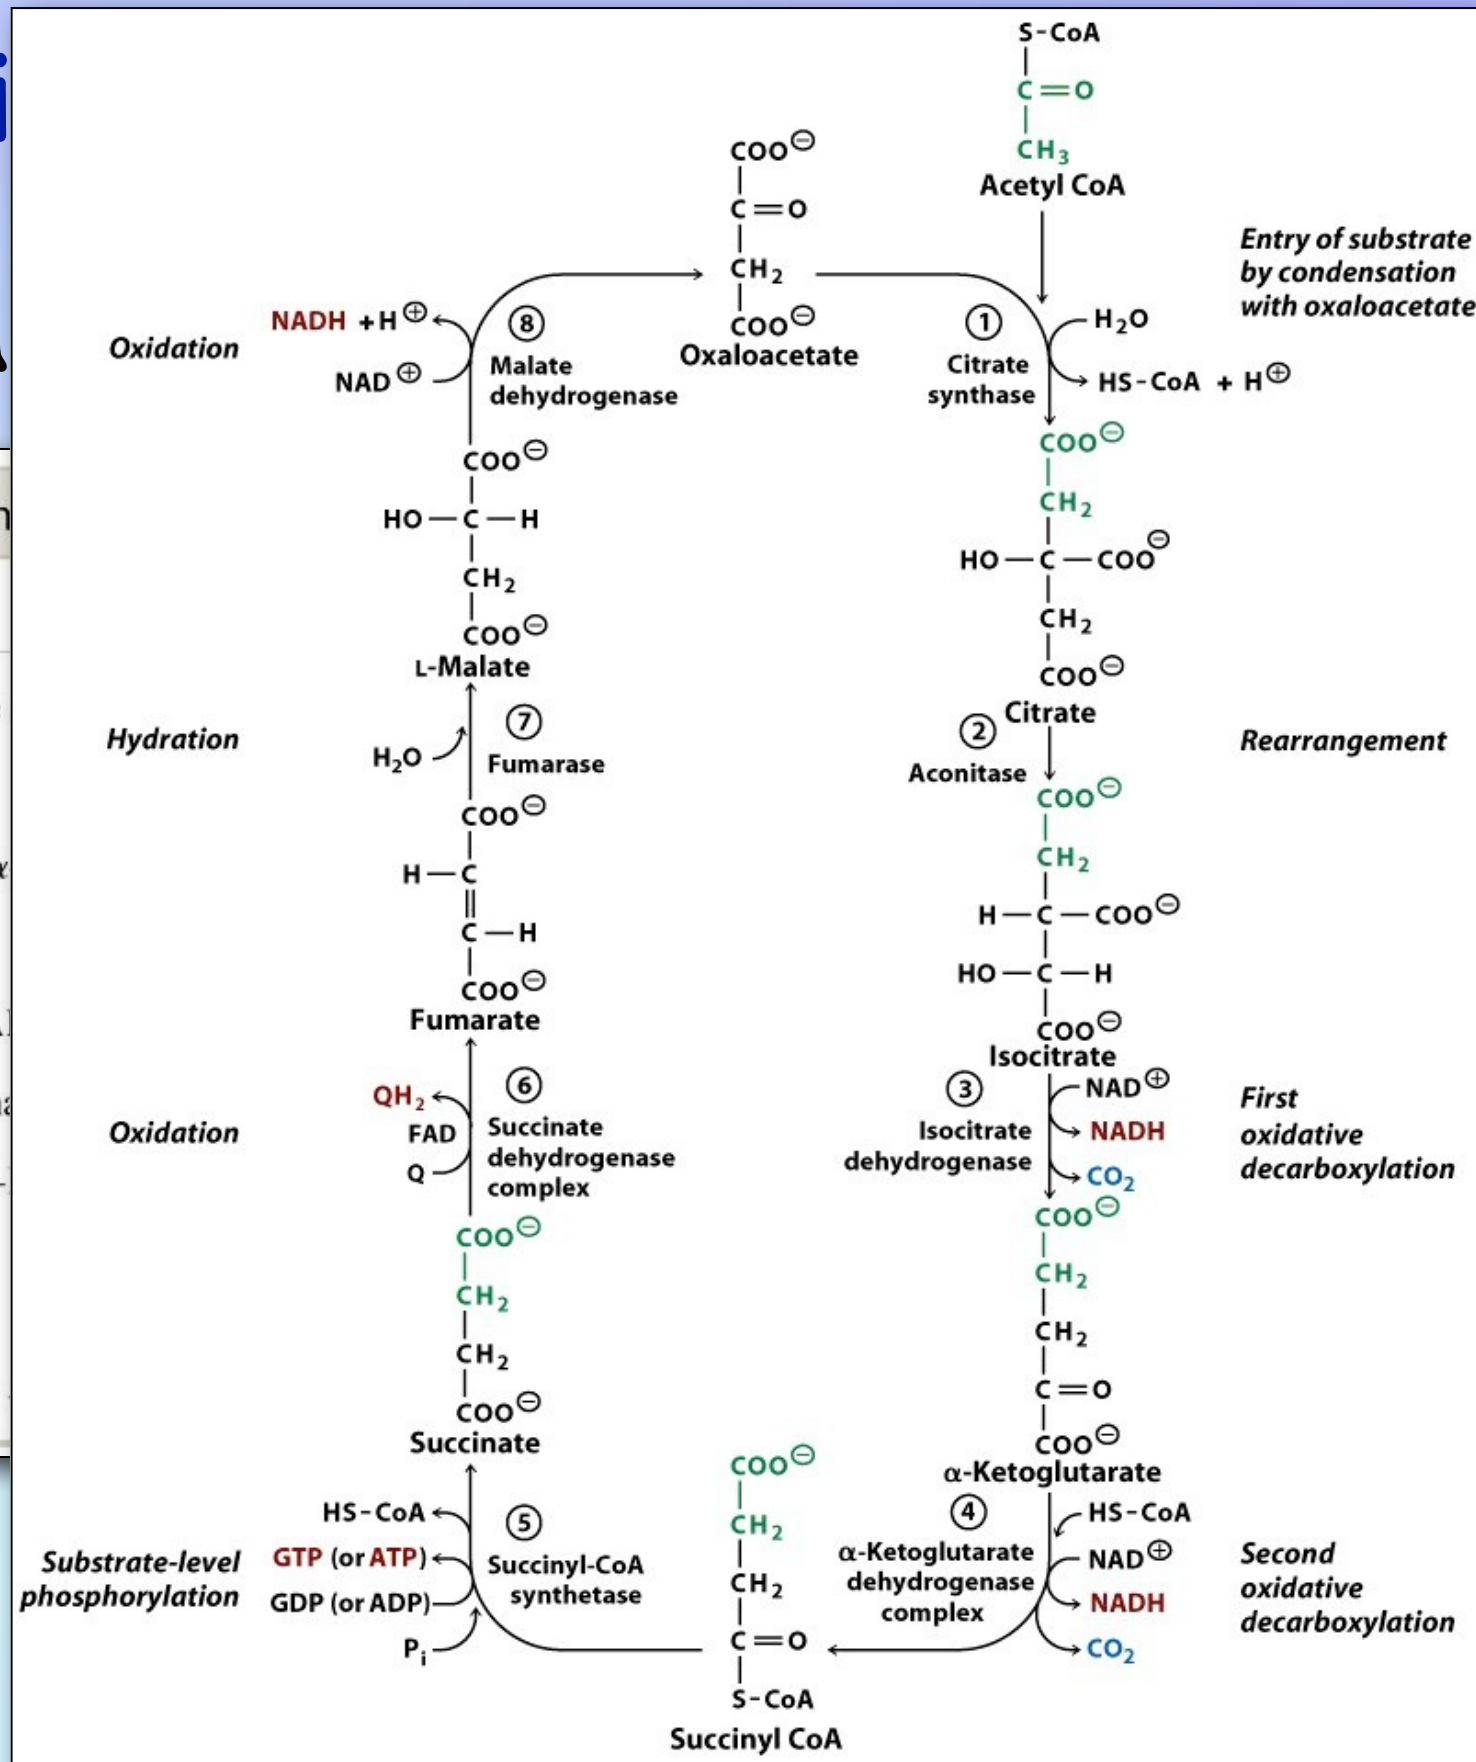 S-CoA
C=O
CH₃
Acetyl CoA
COO⊖
C=O
CH₂
COO⊖
Oxaloacetate
Entry of substrate
by condensation
with oxaloacetate
1
Citrate
synthase
H₂O
HS-CoA + H⊕
COO⊖
CH₂
HO—C—COO⊖
CH₂
COO⊖
Citrate
2
Aconitase
Rearrangement
COO⊖
CH₂
H—C—COO⊖
HO—C—H
COO⊖
Isocitrate
3
Isocitrate
dehydrogenase
NAD⊕
NADH
CO₂
First
oxidative
decarboxylation
COO⊖
CH₂
CH₂
C=O
COO⊖
α-Ketoglutarate
4
α-Ketoglutarate
dehydrogenase
complex
HS-CoA
NAD⊕
NADH
CO₂
Second
oxidative
decarboxylation
COO⊖
CH₂
CH₂
C=O
S-CoA
Succinyl CoA
5
Succinyl-CoA
synthetase
HS-CoA
GTP (or ATP)
GDP (or ADP)
Pᵢ
Substrate-level
phosphorylation
COO⊖
CH₂
CH₂
COO⊖
Succinate
6
Succinate
dehydrogenase
complex
QH₂
FAD
Q
Oxidation
COO⊖
H—C
C—H
COO⊖
Fumarate
7
Fumarase
H₂O
Hydration
COO⊖
HO—C—H
CH₂
COO⊖
L-Malate
8
Malate
dehydrogenase
NADH +H⊕
NAD⊕
Oxidation